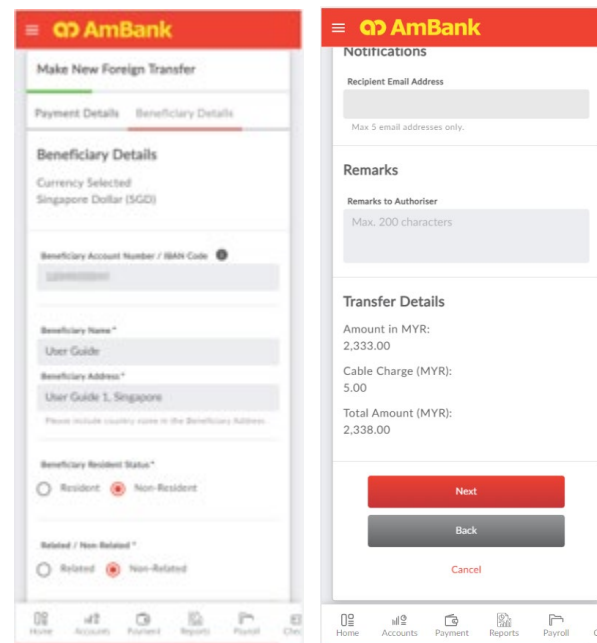 AmBank
Make New Foreign Transfer
Payment Details Beneficiary Details
Beneficiary Details
Currency Selected
Singapore Dollar (SGD)
Beneficiary Account Number / IBAN Code
Beneficiary Name *
User Guide
Beneficiary Address *
User Guide 1, Singapore
Please include country name in the Beneficiary Address
Beneficiary Resident Status *
Resident Non-Resident
Related / Non-Related *
Related Non-Related
Home Accounts Payment Reports Payroll Chec
AmBank
Notifications
Recipient Email Address
Max 5 email addresses only.
Remarks
Remarks to Authoriser
Max. 200 characters
Transfer Details
Amount in MYR:
2,333.00
Cable Charge (MYR):
5.00
Total Amount (MYR):
2,338.00
Next
Back
Cancel
Home Accounts Payment Reports Payroll C